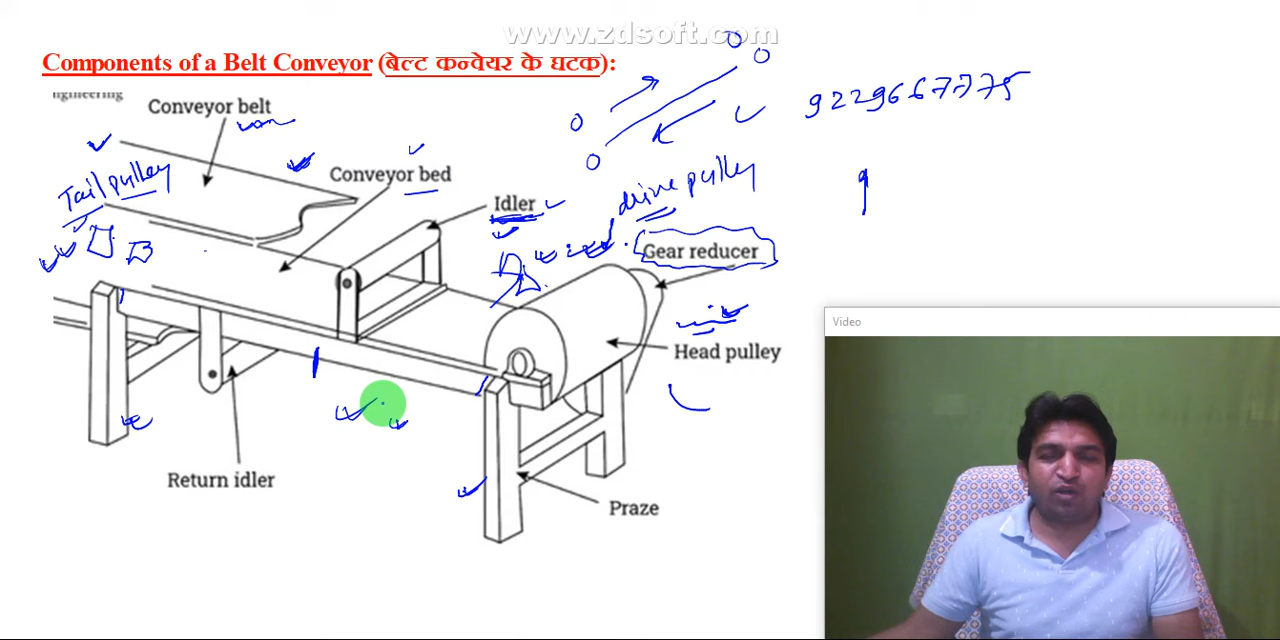 www.zdsoft.com
Components of a Belt Conveyor (बेल्ट कन्वेयर के घटक):
ngineering
Conveyor belt
9229667775
Conveyor bed
Tail pulley
Idler
drive pulley
Gear reducer
Head pulley
Return idler
Praze
Video